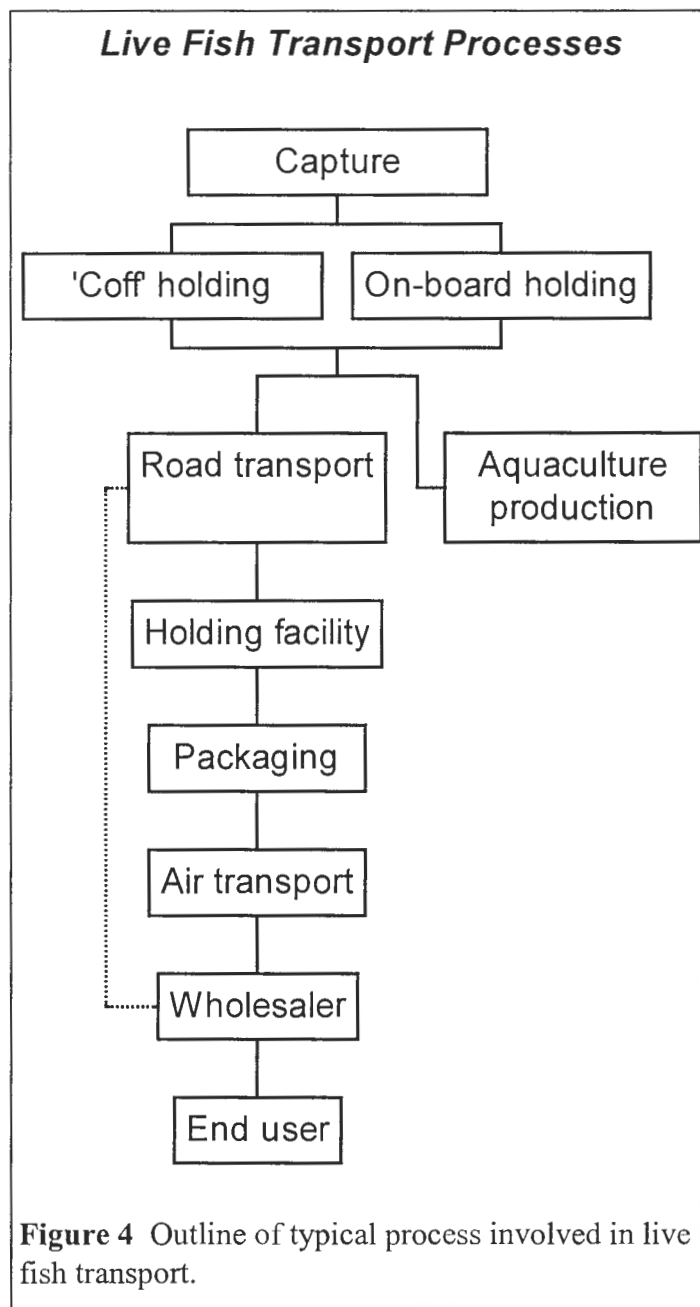 Live Fish Transport Processes
Capture
'Coff' holding
On-board holding
Road transport
Aquaculture
production
Holding facility
Packaging
Air transport
Wholesaler
End user
Figure 4 Outline of typical process involved in live
fish transport.